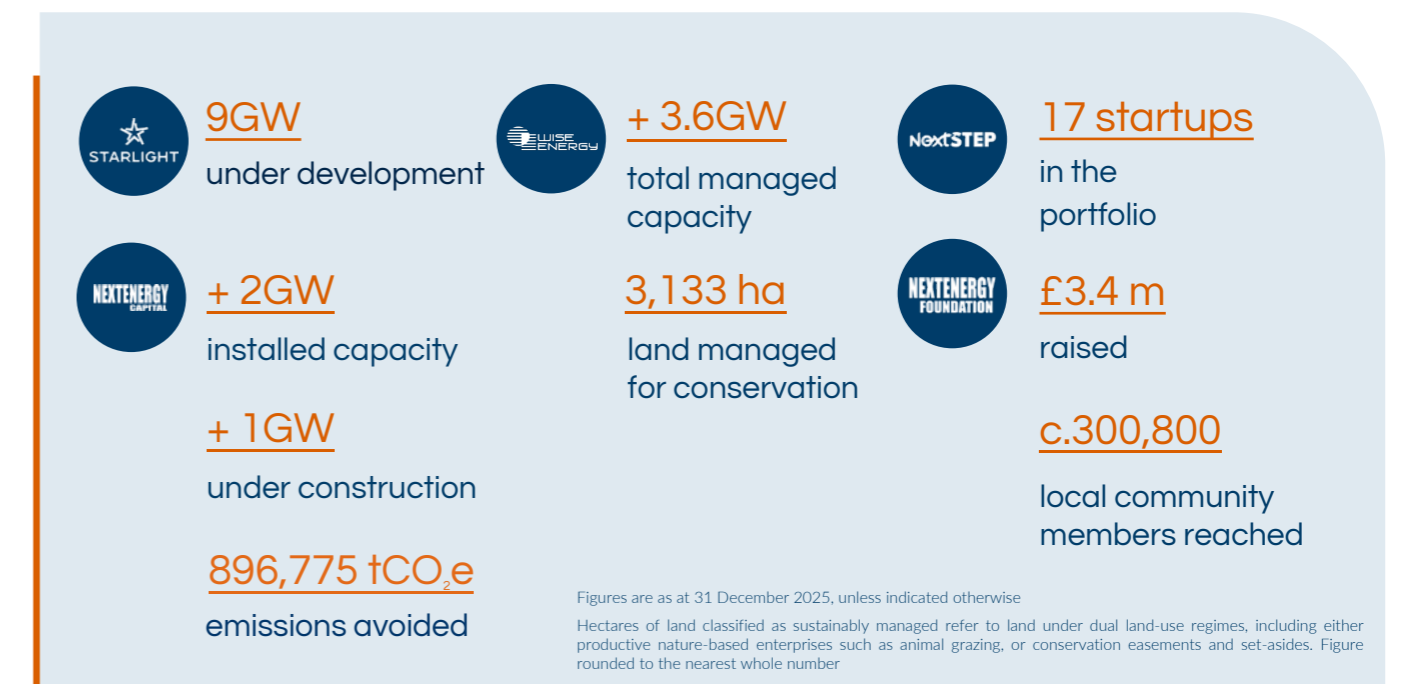 STARLIGHT
9GW
under development
NEXTENERGY
CAPITAL
+ 2GW
installed capacity
+ 1GW
under construction
896,775 tCO₂e
emissions avoided
WISE
ENERGY
+ 3.6GW
total managed
capacity
3,133 ha
land managed
for conservation
NextSTEP
17 startups
in the
portfolio
NEXTENERGY
FOUNDATION
£3.4 m
raised
c.300,800
local community
members reached
Figures are as at 31 December 2025, unless indicated otherwise
Hectares of land classified as sustainably managed refer to land under dual land-use regimes, including either
productive nature-based enterprises such as animal grazing, or conservation easements and set-asides. Figure
rounded to the nearest whole number